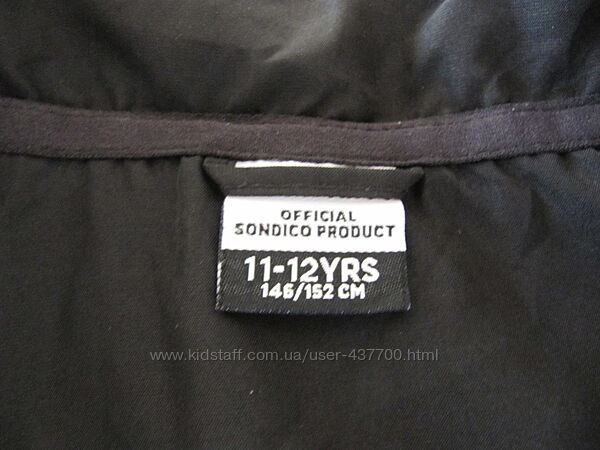 OFFICIAL
SONDICO PRODUCT
11-12YRS
146/152 CM
www.kidstaff.com.ua/user-437700.html